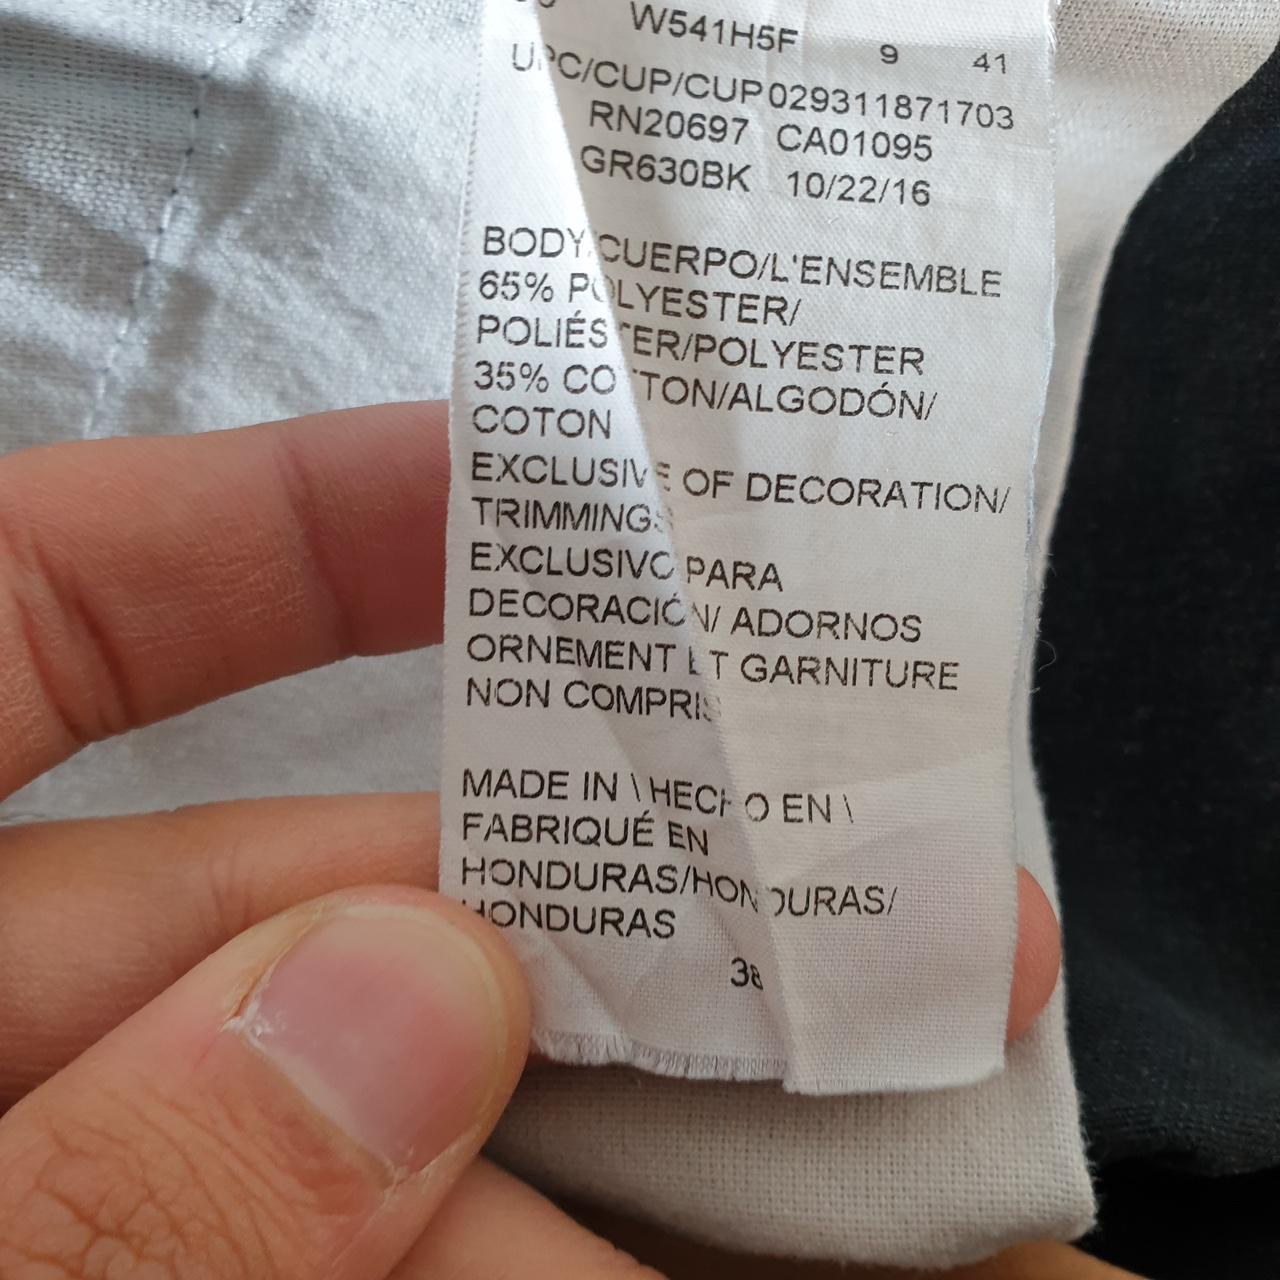 W541H5F 9 41
UPC/CUP/CUP 029311871703
RN20697 CA01095
GR630BK 10/22/16
BODY/CUERPO/L'ENSEMBLE
65% POLYESTER/
POLIÉSTER/POLYESTER
35% COTTON/ALGODÓN/
COTON
EXCLUSIVE OF DECORATION/
TRIMMINGS
EXCLUSIVO PARA
DECORACIÓN/ ADORNOS
ORNEMENT ET GARNITURE
NON COMPRIS
MADE IN \ HECHO EN \
FABRIQUÉ EN
HONDURAS/HONDURAS/
HONDURAS